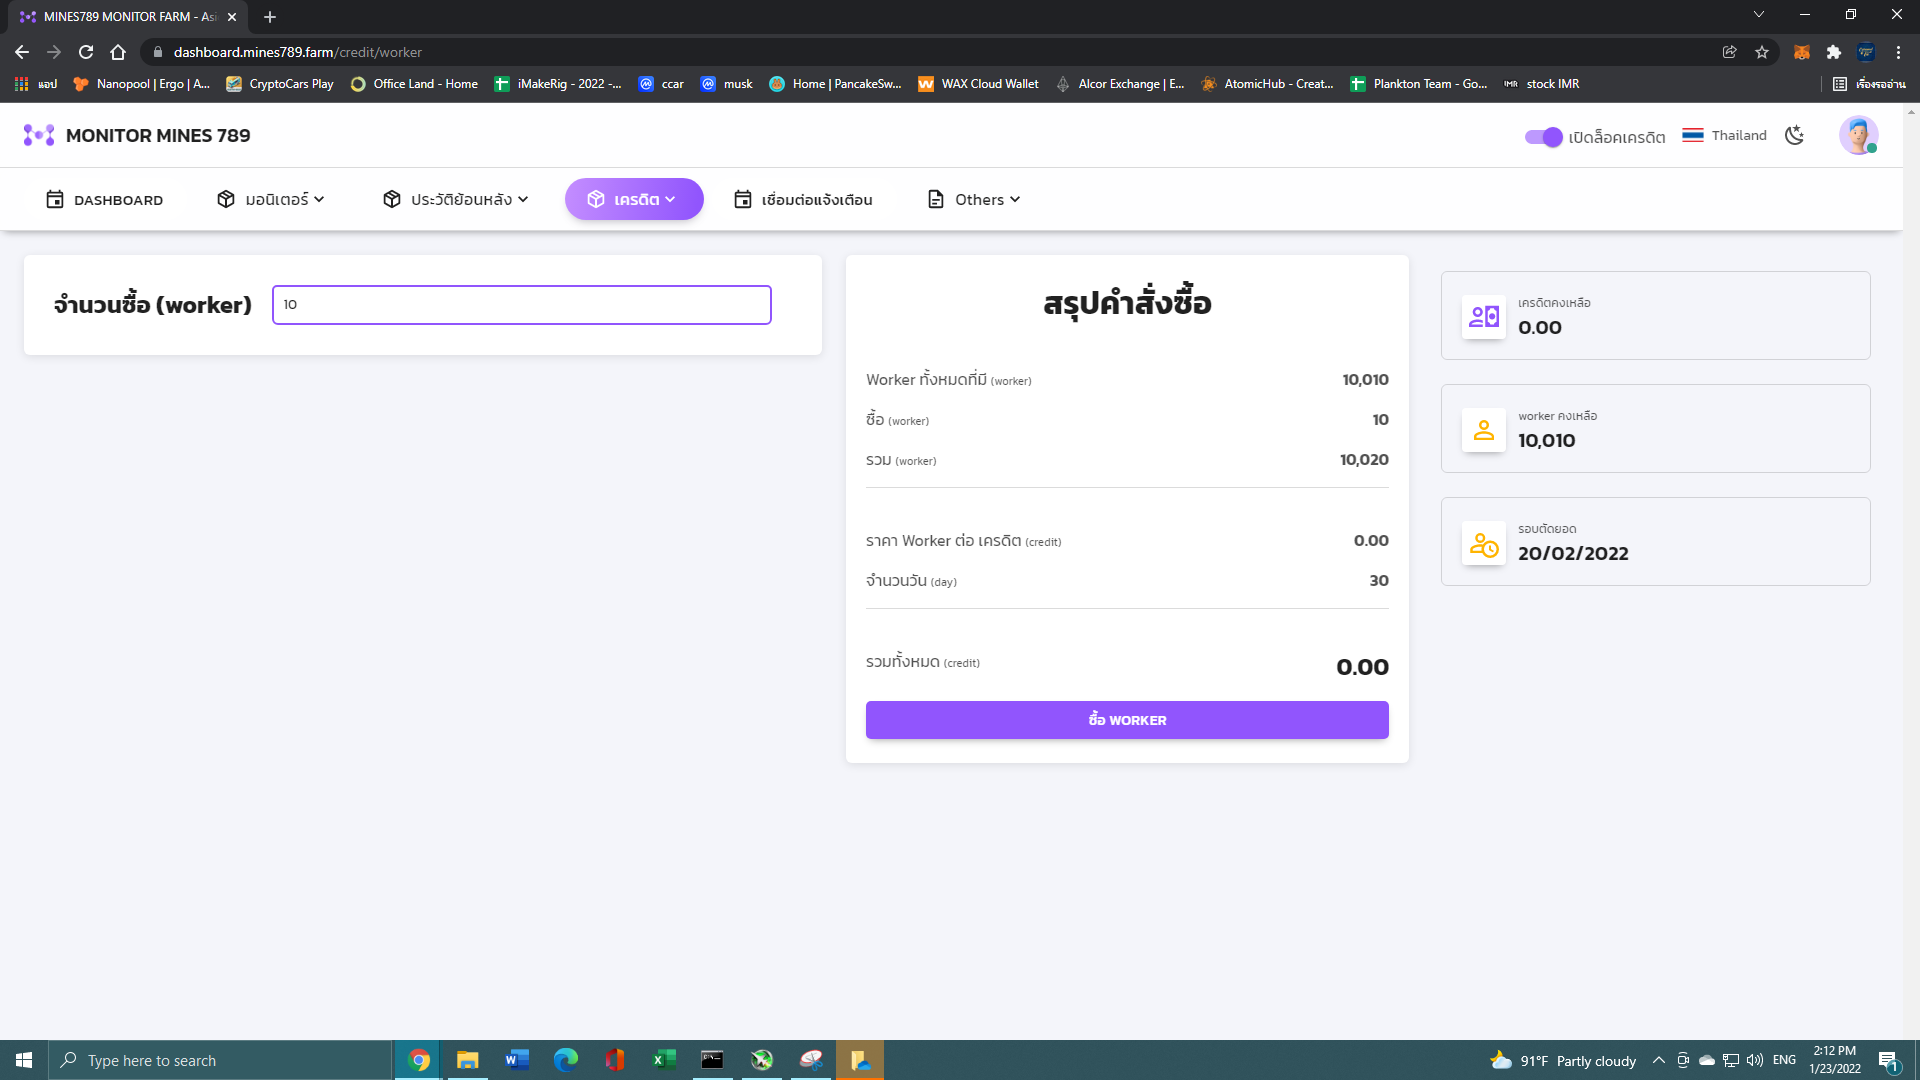 MINES789 MONITOR FARM - Asi
dashboard.mines789.farm/credit/worker
แอป
Nanopool | Ergo | A...
CryptoCars Play
Office Land - Home
iMakeRig - 2022 -...
ccar
musk
Home | PancakeSw...
WAX Cloud Wallet
Alcor Exchange | E...
AtomicHub - Creat...
Plankton Team - Go...
IMR
stock IMR
เรื่องรออ่าน
MONITOR MINES 789
เปิดล็อคเครดิต
Thailand
DASHBOARD
มอนิเตอร์
ประวัติย้อนหลัง
เครดิต
เชื่อมต่อแจ้งเตือน
Others
จำนวนซื้อ (worker)
10
สรุปคำสั่งซื้อ
Worker ทั้งหมดที่มี (worker) 10,010
ซื้อ (worker) 10
รวม (worker) 10,020
ราคา Worker ต่อ เครดิต (credit) 0.00
จำนวนวัน (day) 30
รวมทั้งหมด (credit) 0.00
ซื้อ WORKER
เครดิตคงเหลือ
0.00
worker คงเหลือ
10,010
รอบตัดยอด
20/02/2022
Type here to search
91°F Partly cloudy
ENG
2:12 PM
1/23/2022
1